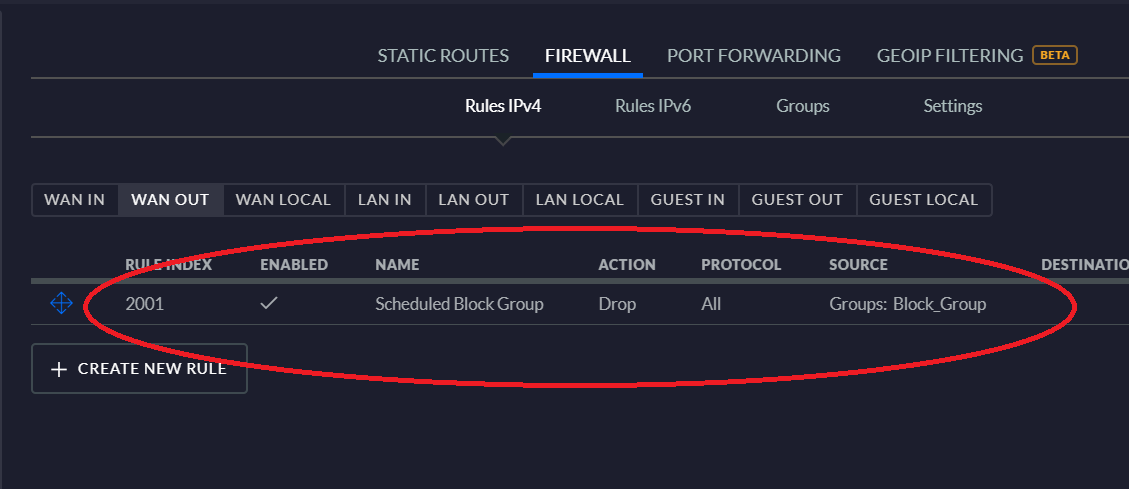 STATIC ROUTES FIREWALL PORT FORWARDING GEOIP FILTERING BETA
Rules IPv4 Rules IPv6 Groups Settings
WAN IN WAN OUT WAN LOCAL LAN IN LAN OUT LAN LOCAL GUEST IN GUEST OUT GUEST LOCAL
RULE INDEX ENABLED NAME ACTION PROTOCOL SOURCE DESTINATIO
2001 Scheduled Block Group Drop All Groups: Block_Group
CREATE NEW RULE